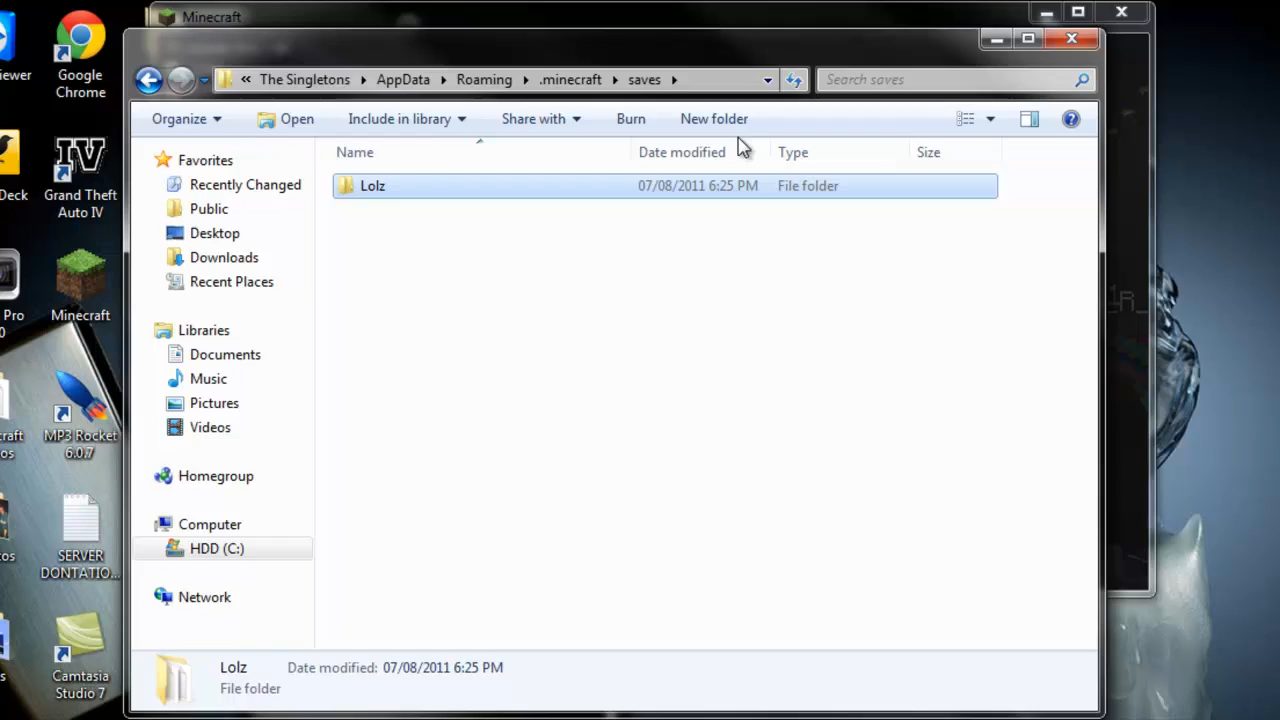 Minecraft
« The Singletons AppData Roaming .minecraft saves
Search saves
Organize Open Include in library Share with Burn New folder
Name Date modified Type Size
Lolz 07/08/2011 6:25 PM File folder
Favorites
Recently Changed
Public
Desktop
Downloads
Recent Places
Libraries
Documents
Music
Pictures
Videos
Homegroup
Computer
HDD (C:)
Network
Lolz Date modified: 07/08/2011 6:25 PM
File folder
Google
Chrome
Deck
IV
Grand Theft
Auto IV
Pro
0
Minecraft
MP3 Rocket
6.0.7
SERVER
DONTATIO...
Camtasia
Studio 7